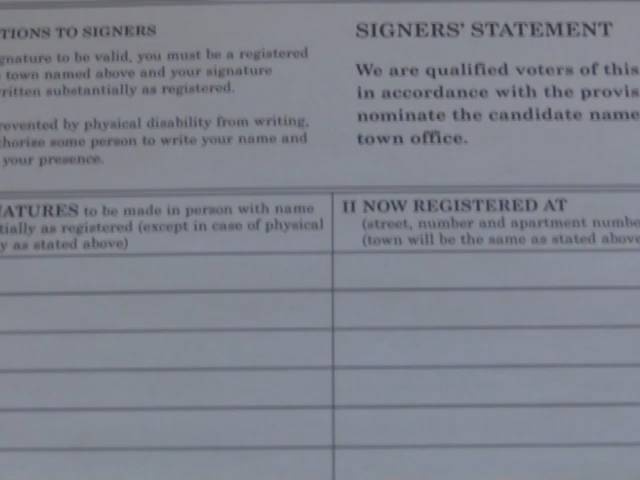 TIONS TO SIGNERS
gnature to be valid, you must be a registered
town named above and your signature
ritten substantially as registered.
revented by physical disability from writing,
thorize some person to write your name and
your presence.
SIGNERS' STATEMENT
We are qualified voters of this
in accordance with the provis
nominate the candidate name
town office.
NATURES to be made in person with name
tially as registered (except in case of physical
y as stated above)
II NOW REGISTERED AT
(street, number and apartment numbe
(town will be the same as stated above